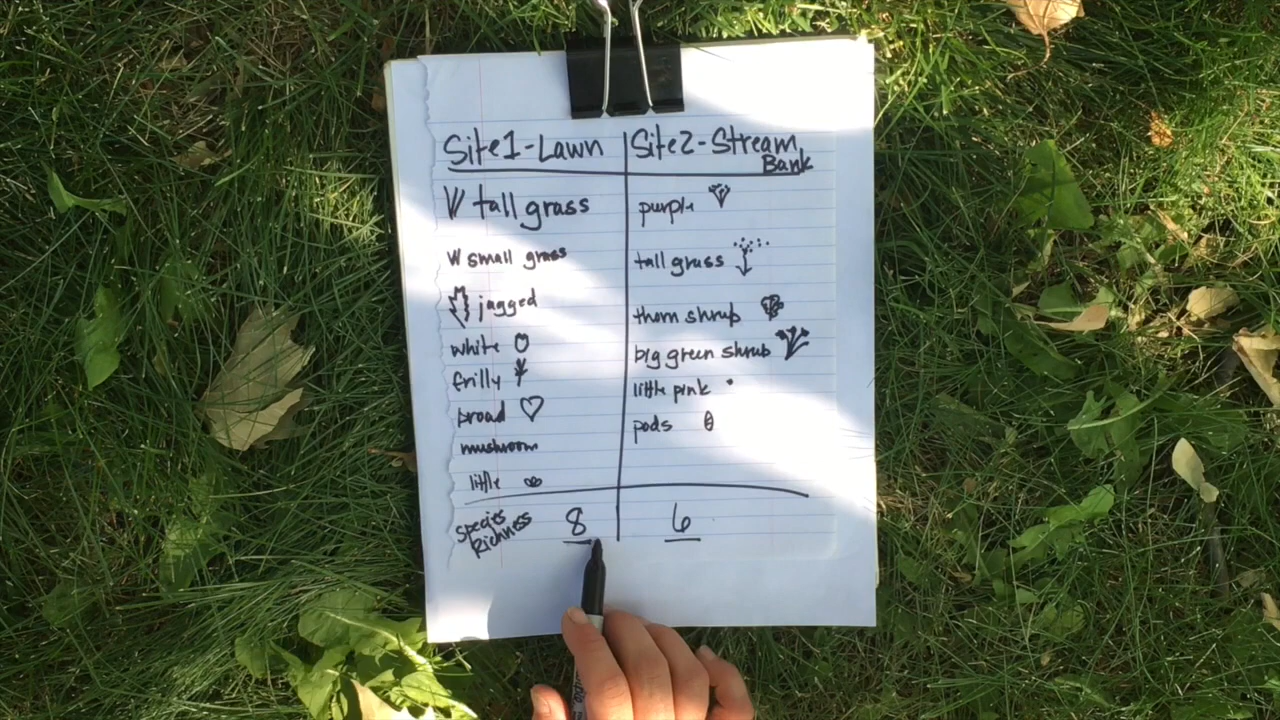 Site1-Lawn
Site2-Stream
Bank
tall grass
small grass
jagged
white
frilly
broad
mushroom
little
purple
tall grass
thorn shrub
big green shrub
little pink
pods
Species
Richness
8
6